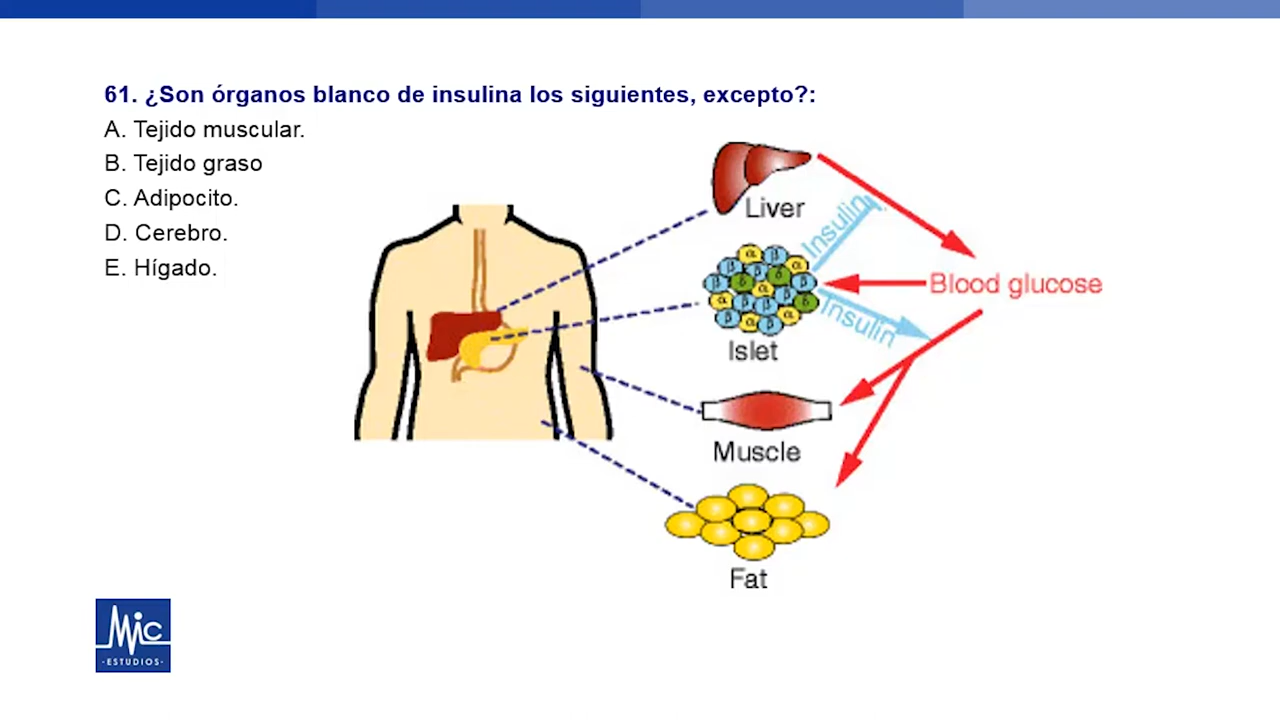 61. ¿Son órganos blanco de insulina los siguientes, excepto?:
A. Tejido muscular.
B. Tejido graso
C. Adipocito.
D. Cerebro.
E. Hígado.
Liver
Insulin
α β β β α β δ δ β α β α β β β δ β α α β
Blood glucose
Insulin
Islet
Muscle
Fat
Mic
·ESTUDIOS·